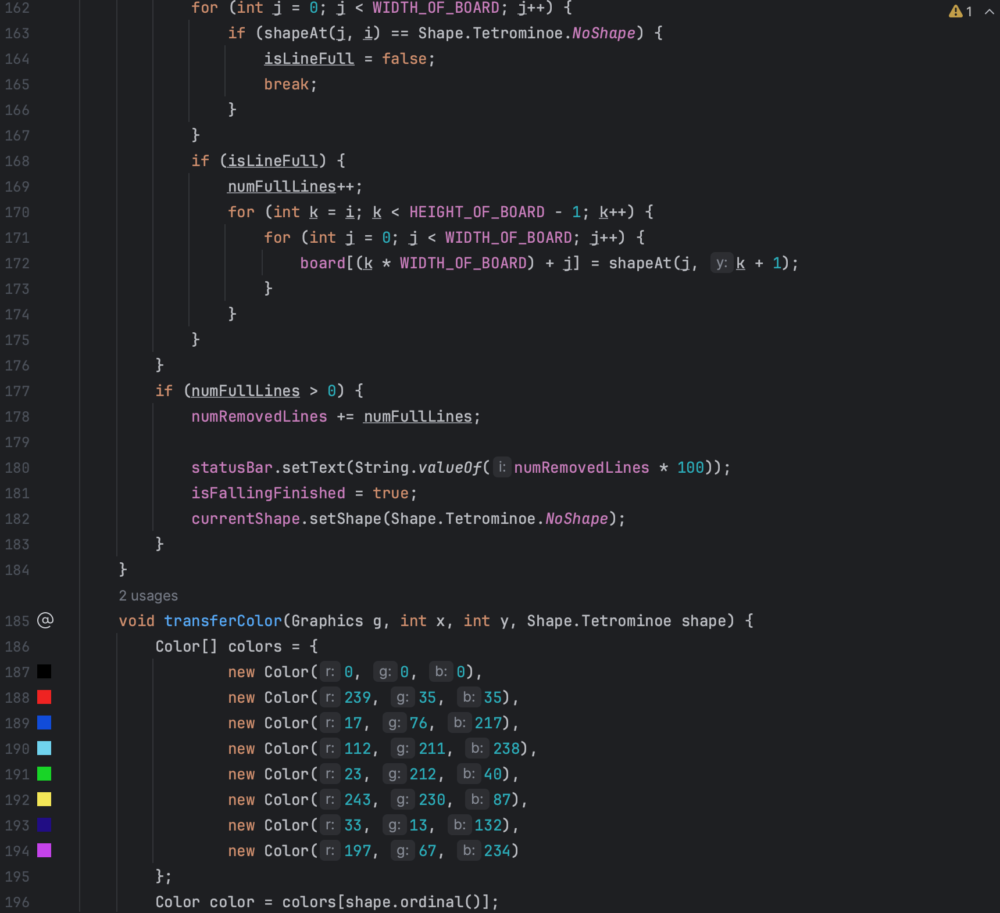 162 for (int j = 0; j < WIDTH_OF_BOARD; j++) { 1
163 if (shapeAt(j, i) == Shape.Tetrominoe.NoShape) {
164 isLineFull = false;
165 break;
166 }
167 }
168 if (isLineFull) {
169 numFullLines++;
170 for (int k = i; k < HEIGHT_OF_BOARD - 1; k++) {
171 for (int j = 0; j < WIDTH_OF_BOARD; j++) {
172 board[(k * WIDTH_OF_BOARD) + j] = shapeAt(j, y: k + 1);
173 }
174 }
175 }
176 }
177 if (numFullLines > 0) {
178 numRemovedLines += numFullLines;
179
180 statusBar.setText(String.valueOf( i: numRemovedLines * 100));
181 isFallingFinished = true;
182 currentShape.setShape(Shape.Tetrominoe.NoShape);
183 }
184 }
2 usages
185 @ void transferColor(Graphics g, int x, int y, Shape.Tetrominoe shape) {
186 Color[] colors = {
187 new Color( r: 0, g: 0, b: 0),
188 new Color( r: 239, g: 35, b: 35),
189 new Color( r: 17, g: 76, b: 217),
190 new Color( r: 112, g: 211, b: 238),
191 new Color( r: 23, g: 212, b: 40),
192 new Color( r: 243, g: 230, b: 87),
193 new Color( r: 33, g: 13, b: 132),
194 new Color( r: 197, g: 67, b: 234)
195 };
196 Color color = colors[shape.ordinal()];